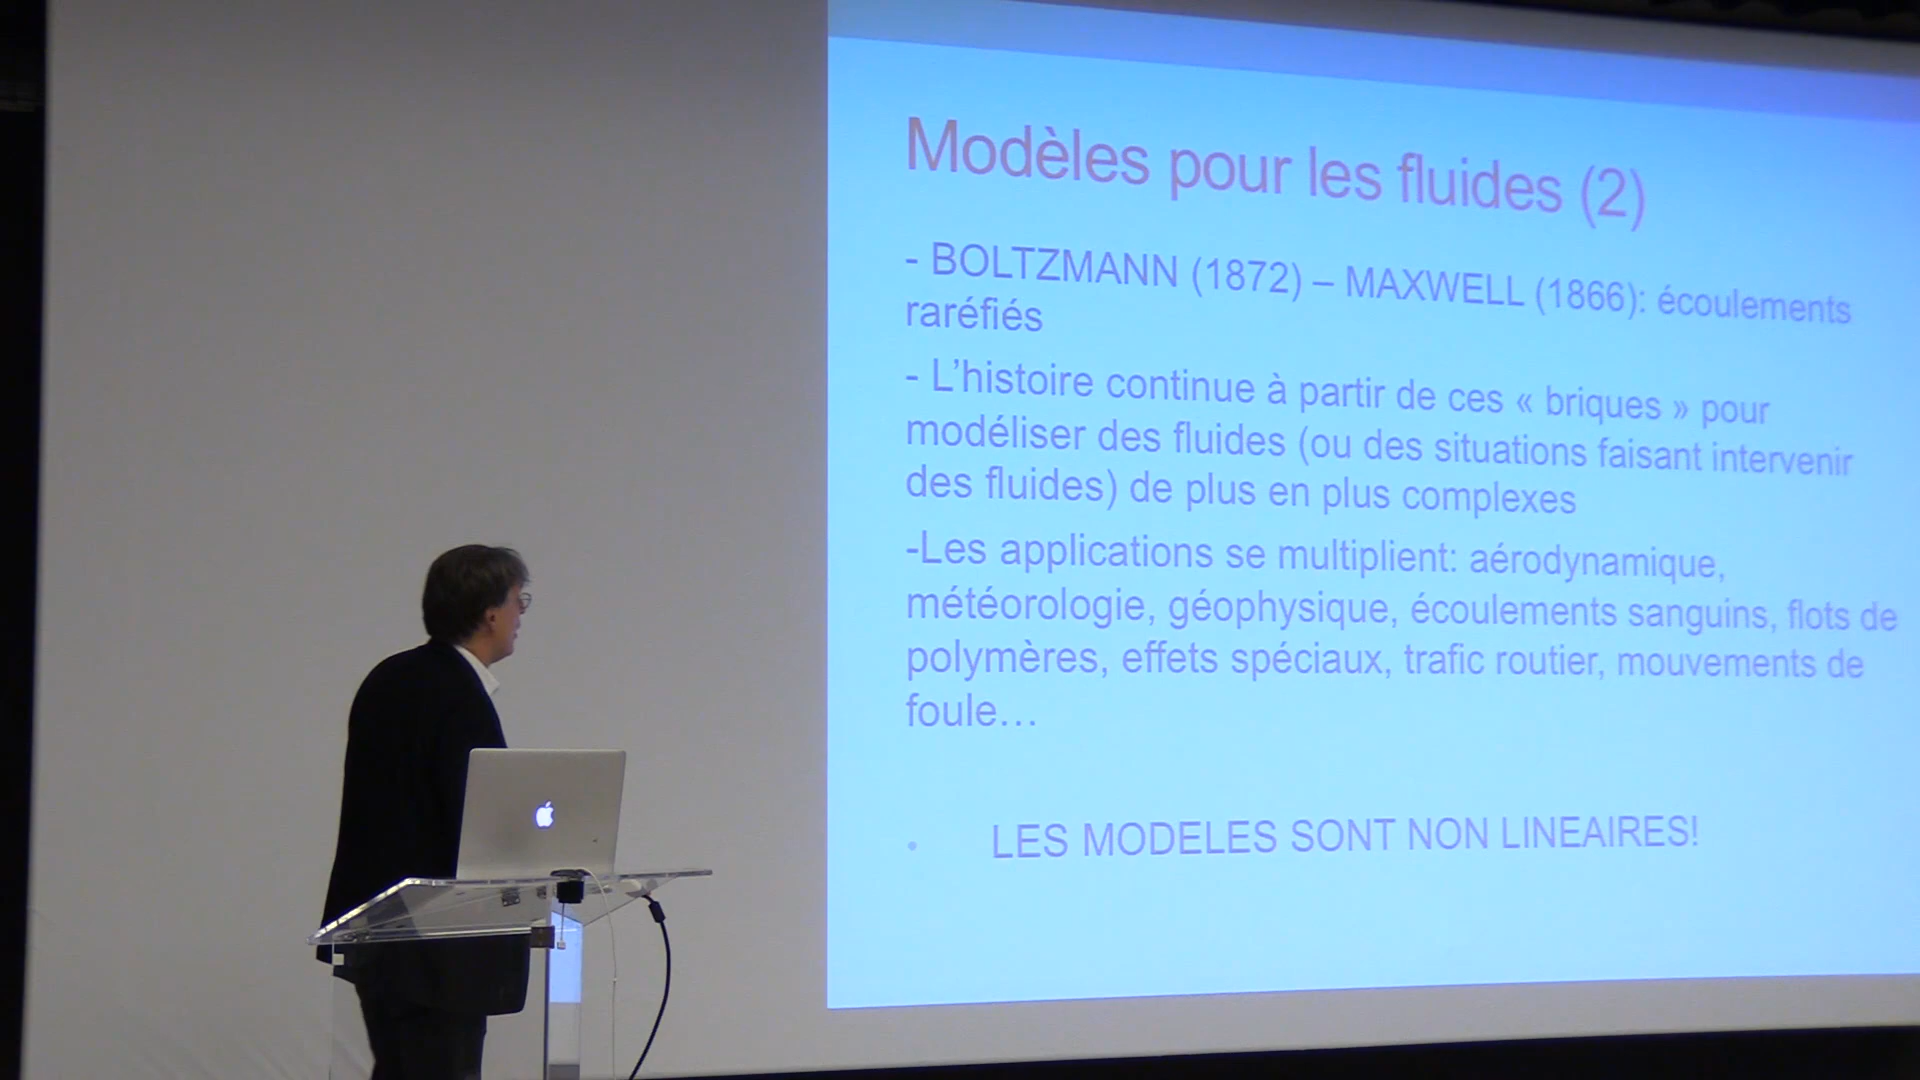 Modèles pour les fluides (2)
- BOLTZMANN (1872) – MAXWELL (1866): écoulements
raréfiés
- L’histoire continue à partir de ces « briques » pour
modéliser des fluides (ou des situations faisant intervenir
des fluides) de plus en plus complexes
-Les applications se multiplient: aérodynamique,
météorologie, géophysique, écoulements sanguins, flots de
polymères, effets spéciaux, trafic routier, mouvements de
foule…
• LES MODELES SONT NON LINEAIRES!